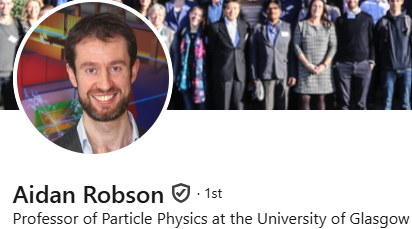 Aidan Robson · 1st
Professor of Particle Physics at the University of Glasgow